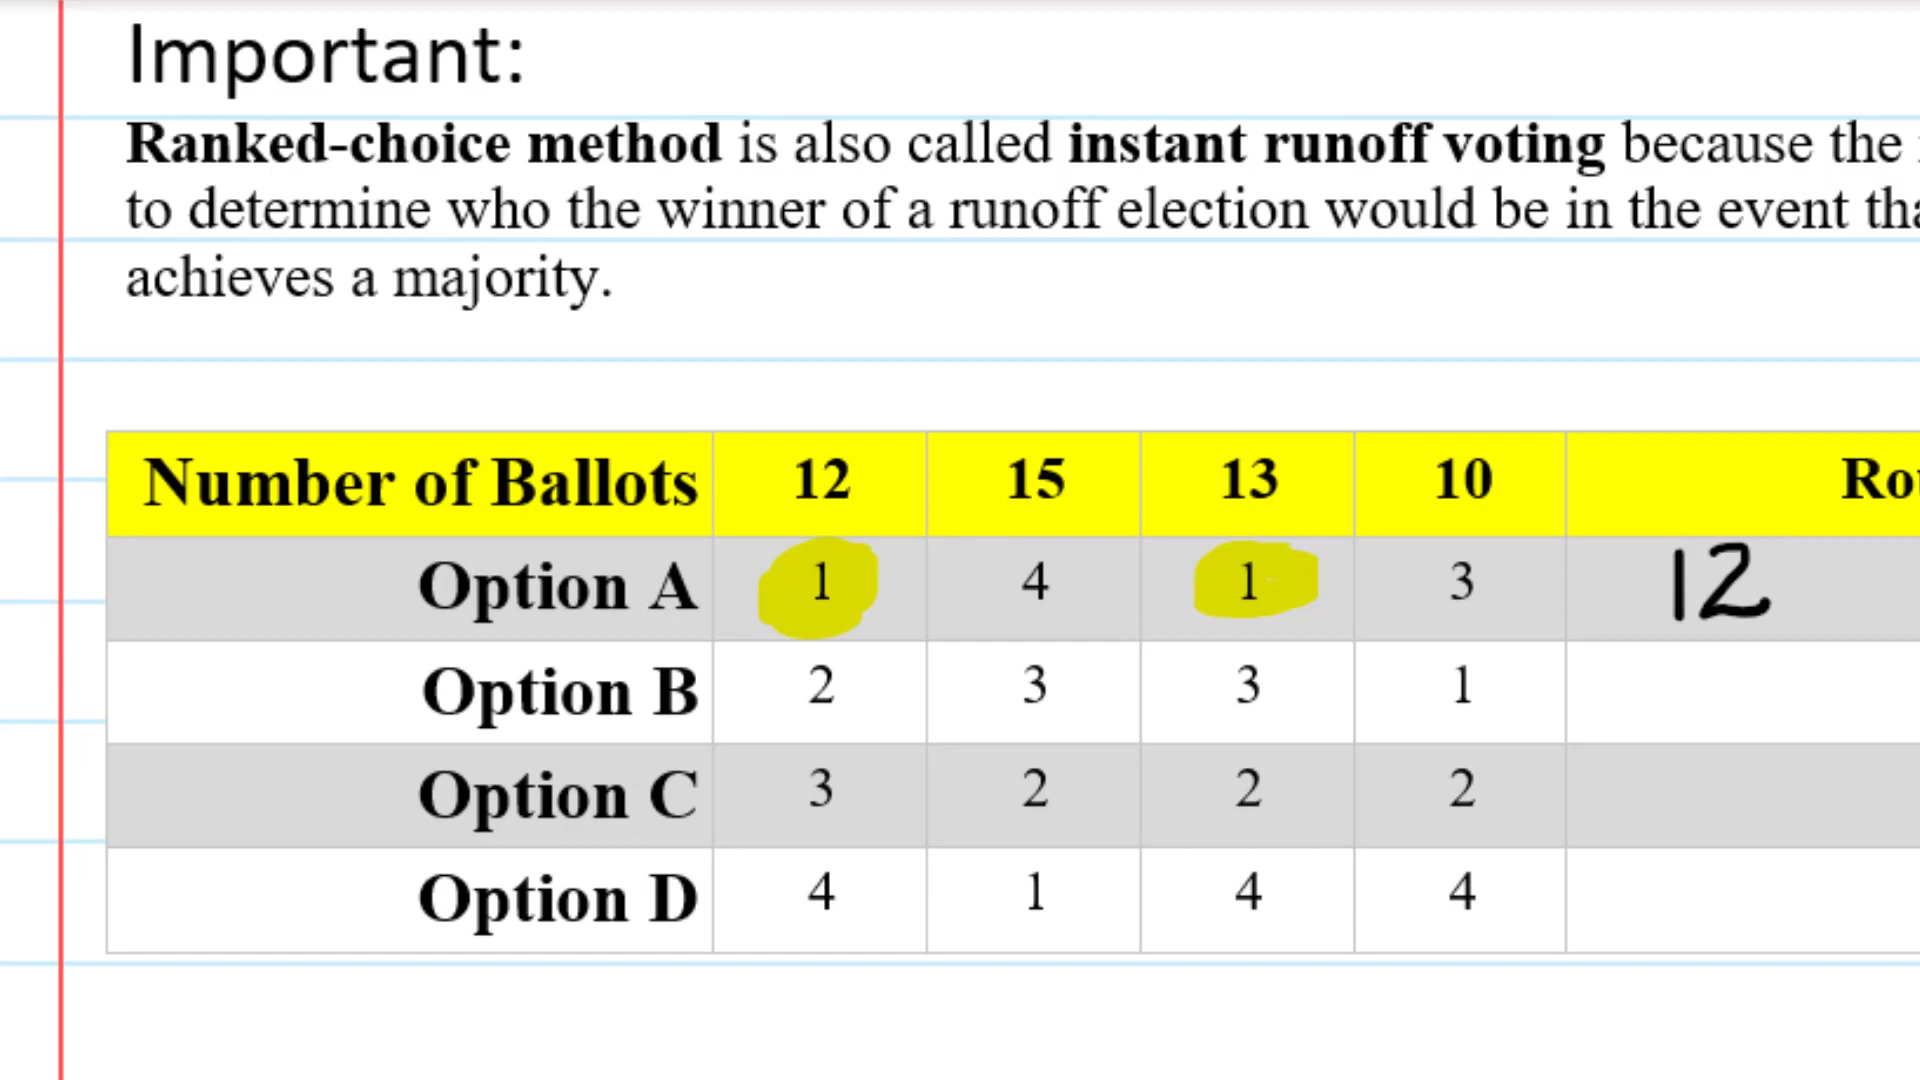 Important:
Ranked-choice method is also called instant runoff voting because the
to determine who the winner of a runoff election would be in the event tha
achieves a majority.
Number of Ballots 12 15 13 10 Rou
Option A 1 4 1 3 12
Option B 2 3 3 1
Option C 3 2 2 2
Option D 4 1 4 4